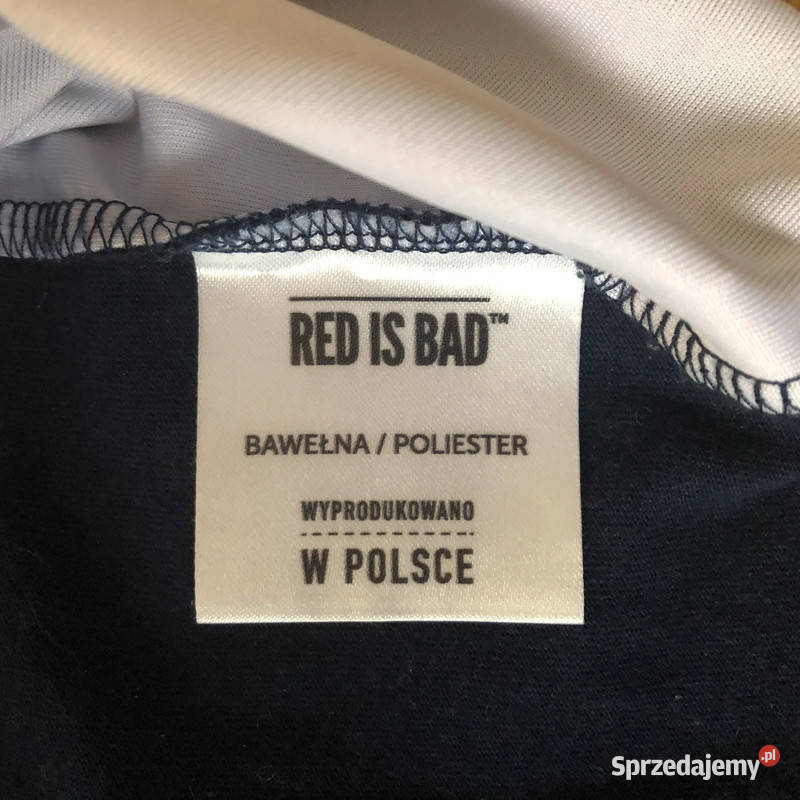 RED IS BAD™
BAWEŁNA / POLIESTER
WYPRODUKOWANO
W POLSCE
Sprzedajemy.pl